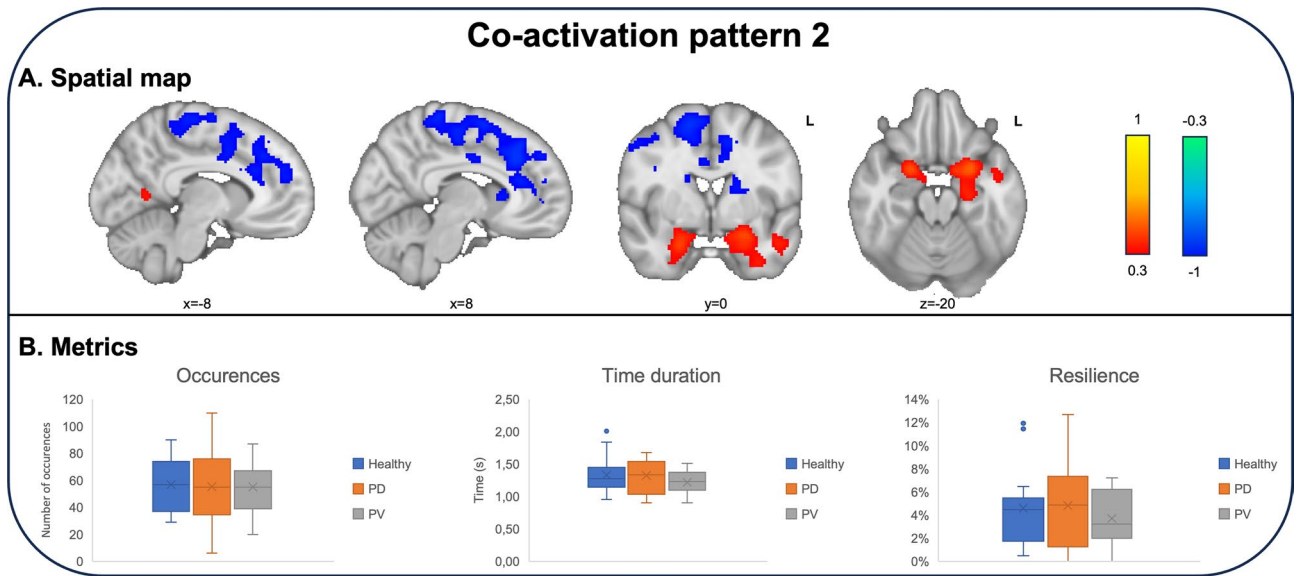 Co-activation pattern 2
A. Spatial map
L
L
1
-0.3
0.3
-1
x=-8
x=8
y=0
z=-20
B. Metrics
Occurences
Number of occurences
120
100
80
60
40
20
0
Healthy
PD
PV
Time duration
Time (s)
2,50
2,00
1,50
1,00
0,50
0,00
Healthy
PD
PV
Resilience
14%
12%
10%
8%
6%
4%
2%
0%
Healthy
PD
PV